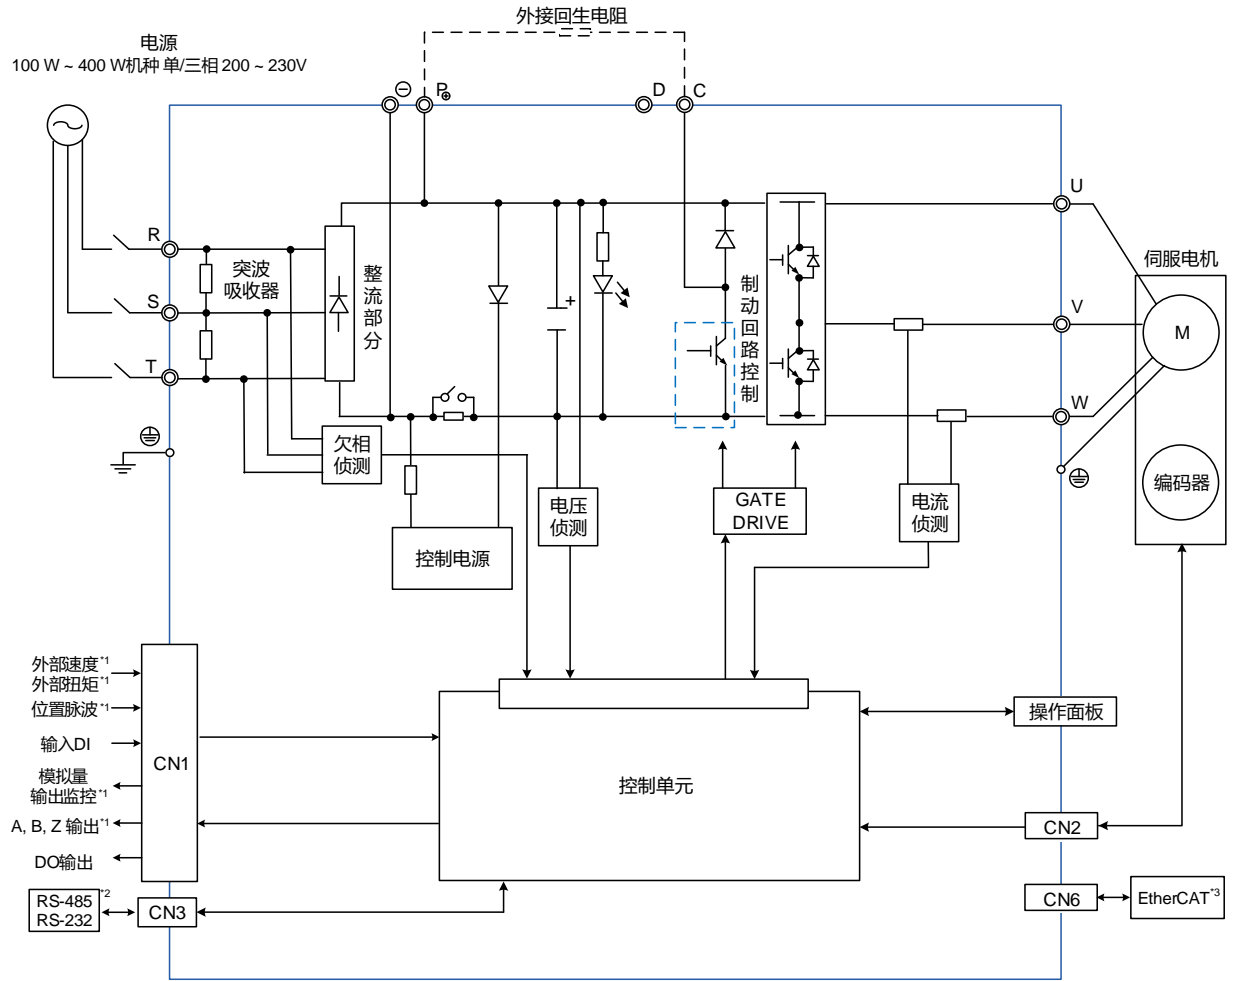 外接回生电阻
电源
100 W ~ 400 W机种 单/三相 200 ~ 230V
P⊕
D
C
R
S
T
突波
吸收器
整流部分
制动回路控制
U
V
W
伺服电机
M
编码器
欠相
侦测
控制电源
电压
侦测
GATE
DRIVE
电流
侦测
外部速度*1
外部扭矩*1
位置脉波*1
输入DI
模拟量
输出监控*1
A, B, Z 输出*1
DO输出
CN1
控制单元
操作面板
CN2
RS-485*2
RS-232
CN3
CN6
EtherCAT*3